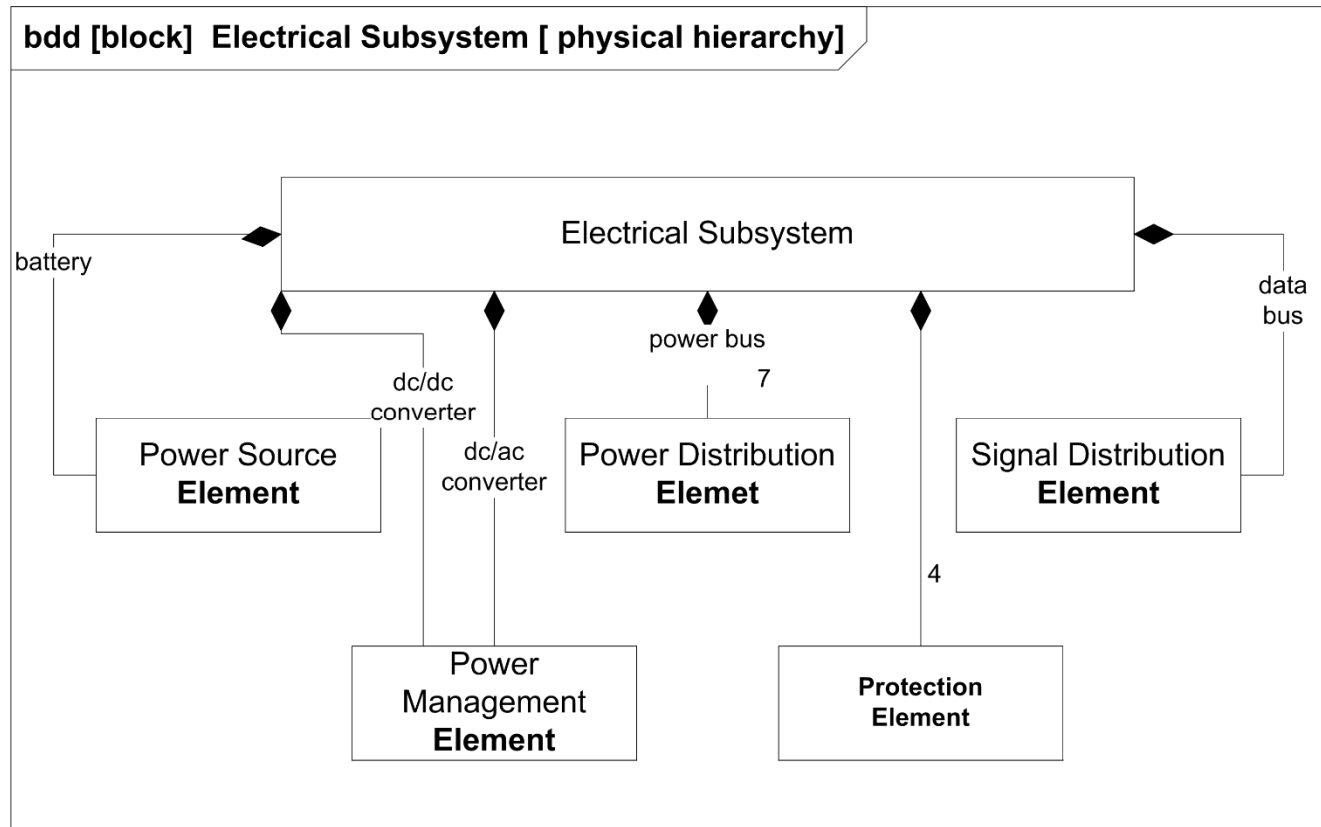 bdd [block]  Electrical Subsystem [ physical hierarchy]
Electrical Subsystem
battery
data
bus
power bus
7
dc/dc
converter
dc/ac
converter
Power Source
Element
Power Distribution
Elemet
Signal Distribution
Element
4
Power
Management
Element
Protection
Element